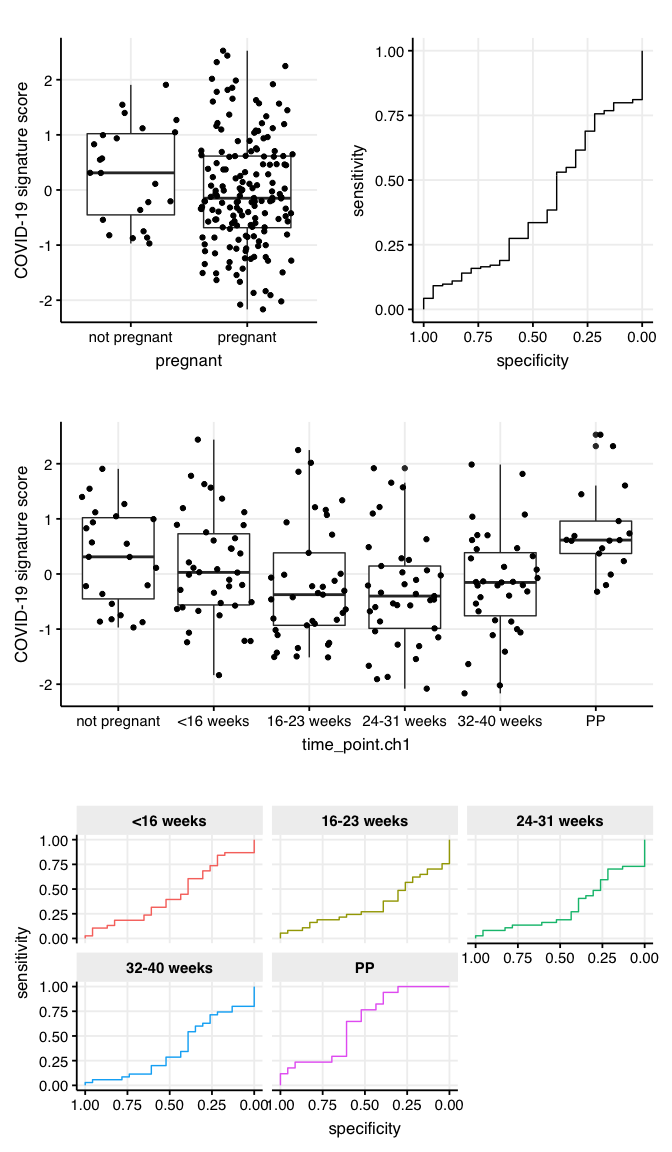 COVID-19 signature score
2
1
0
-1
-2
not pregnant pregnant
pregnant
sensitivity
1.00
0.75
0.50
0.25
0.00
1.00 0.75 0.50 0.25 0.00
specificity
COVID-19 signature score
2
1
0
-1
-2
not pregnant <16 weeks 16-23 weeks 24-31 weeks 32-40 weeks PP
time_point.ch1
sensitivity
<16 weeks 16-23 weeks 24-31 weeks
1.00
0.75
0.50
0.25
0.00
1.00 0.75 0.50 0.25 0.00
32-40 weeks PP
1.00
0.75
0.50
0.25
0.00
1.00 0.75 0.50 0.25 0.00 1.00 0.75 0.50 0.25 0.00
specificity